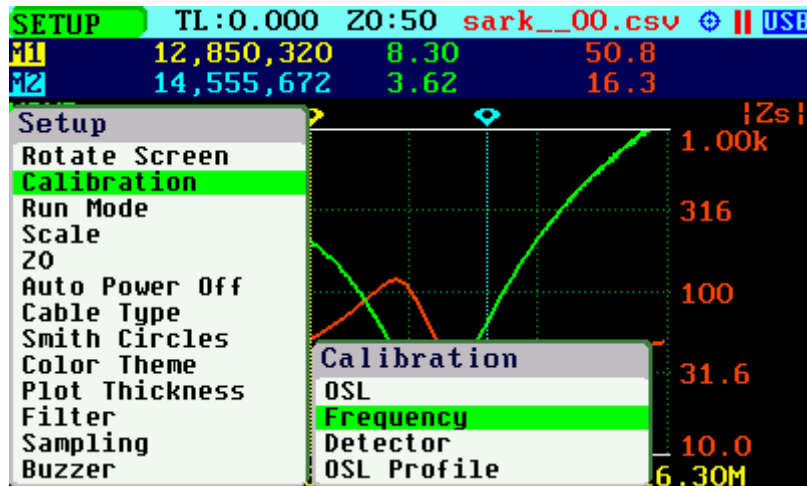 SETUP TL:0.000 Z0:50 sark__00.csv USB
M1 12,850,320 8.30 50.8
M2 14,555,672 3.62 16.3
|Zs|
Setup
Rotate Screen
Calibration
Run Mode
Scale
ZO
Auto Power Off
Cable Type
Smith Circles
Color Theme
Plot Thickness
Filter
Sampling
Buzzer
Calibration
OSL
Frequency
Detector
OSL Profile
1.00k
316
100
31.6
10.0
6.30M